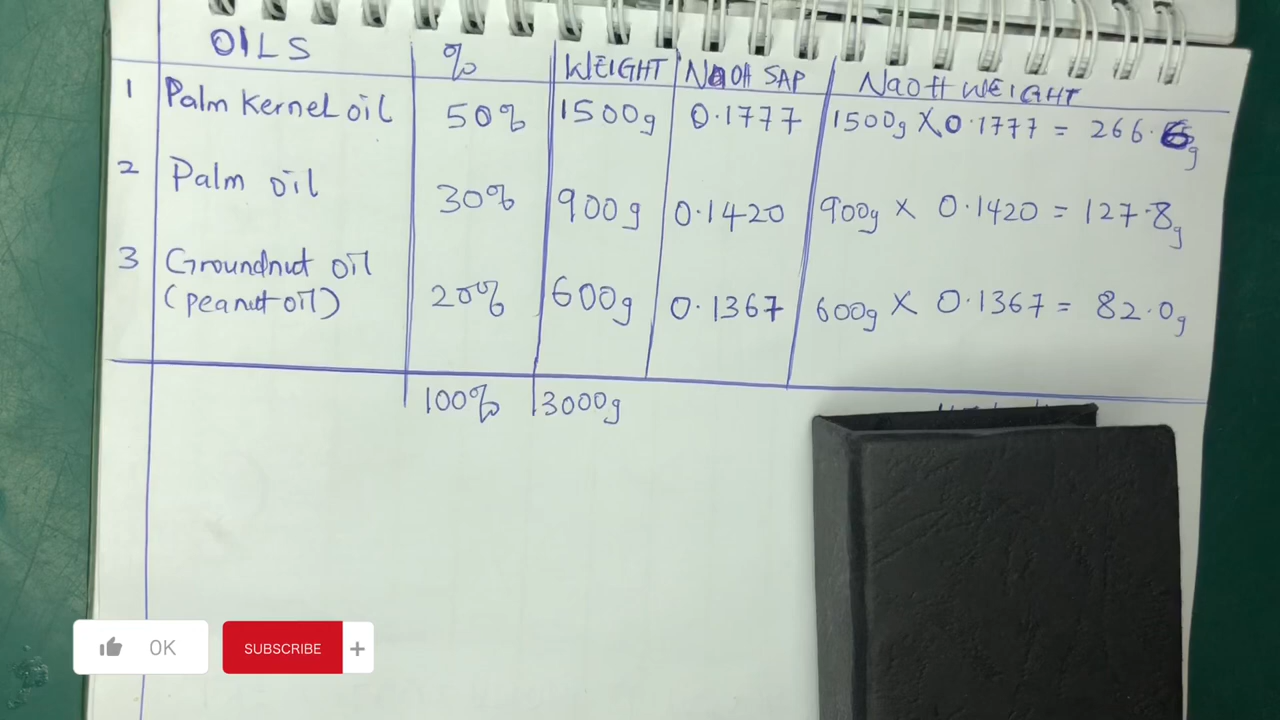 OILS % WEIGHT NaOH SAP NaOH WEIGHT
1 Palm Kernel oil 50% 1500g 0.1777 1500g X 0.1777 = 266.6g
2 Palm oil 30% 900g 0.1420 900g X 0.1420 = 127.8g
3 Groundnut oil
(peanut oil) 20% 600g 0.1367 600g X 0.1367 = 82.0g
100% 3000g
0K SUBSCRIBE +